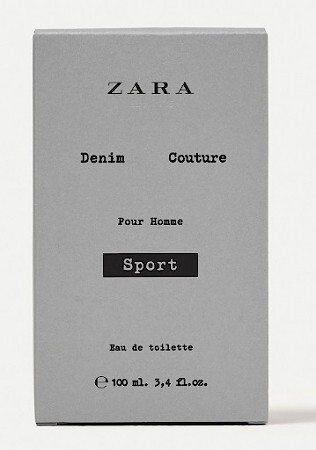 ZARA
Denim Couture
Pour Homme
Sport
Eau de toilette
℮ 100 ml. 3,4 fl.oz.